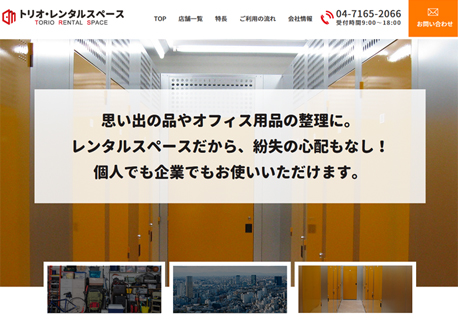 トリオ・レンタルスペース
TORIO RENTAL SPACE
TOP 店舗一覧 特長 ご利用の流れ 会社情報
04-7165-2066
受付時間9:00~18:00
お問い合わせ
思い出の品やオフィス用品の整理に。
レンタルスペースだから、紛失の心配もなし！
個人でも企業でもお使いいただけます。